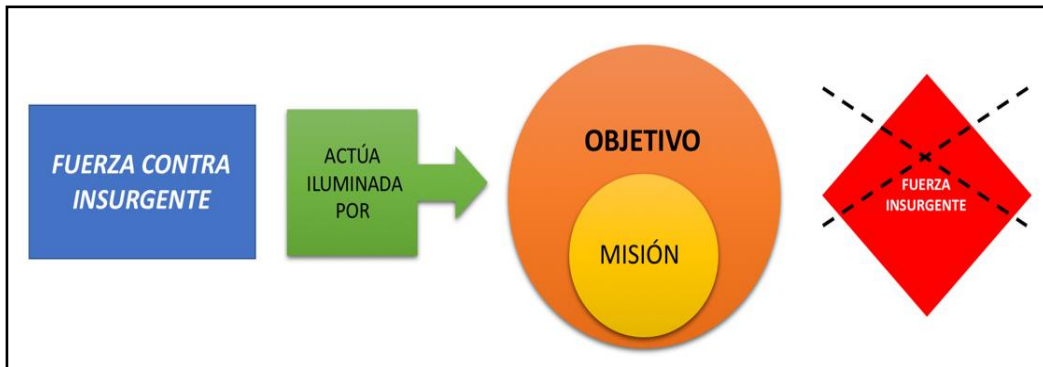 FUERZA CONTRA
INSURGENTE
ACTÚA
ILUMINADA
POR
OBJETIVO
MISIÓN
FUERZA
INSURGENTE